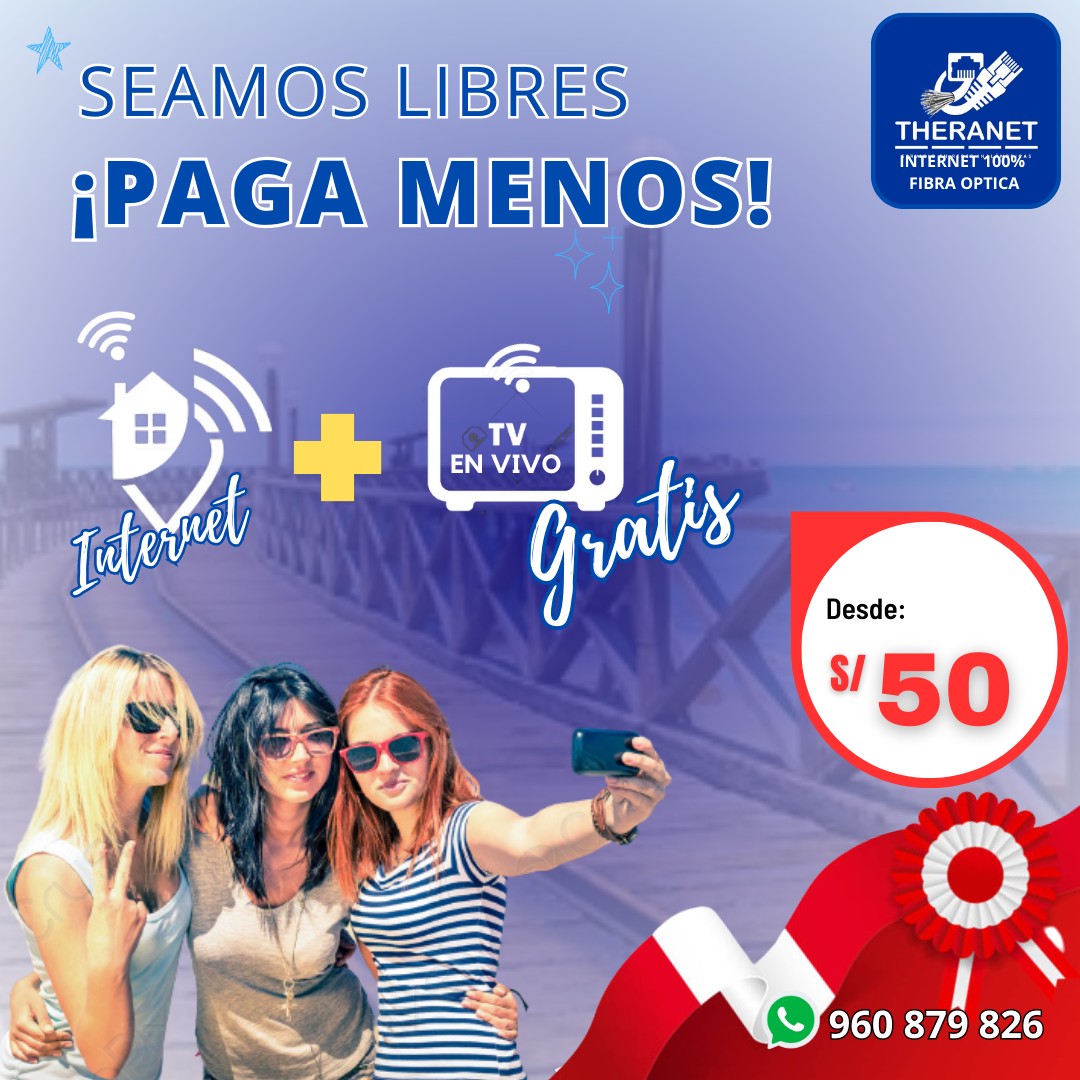 SEAMOS LIBRES
¡PAGA MENOS!
THERANET
INTERNET 100%
FIBRA OPTICA
TV
EN VIVO
Internet
Gratis
Desde:
S/ 50
960 879 826